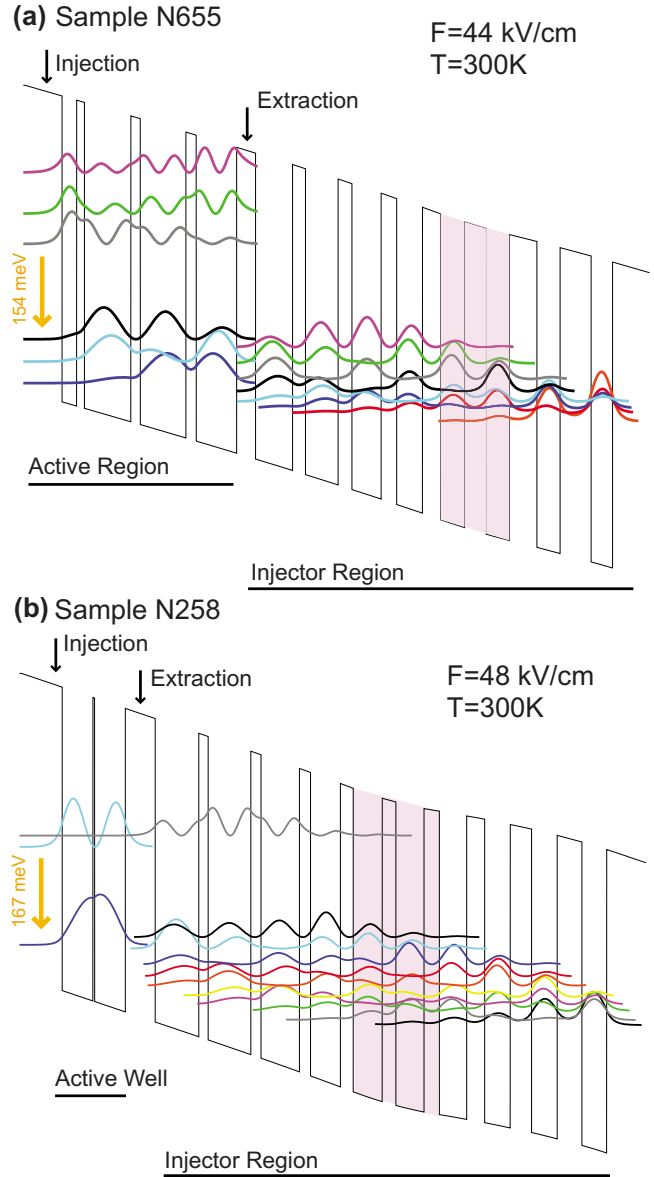 (a) Sample N655
F=44 kV/cm
T=300K
Injection
Extraction
154 meV
Active Region
Injector Region
(b) Sample N258
Injection
F=48 kV/cm
T=300K
Extraction
167 meV
Active Well
Injector Region